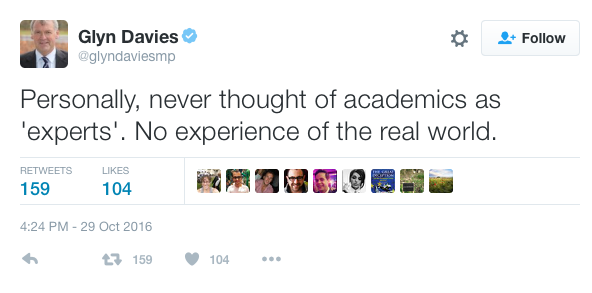 Glyn Davies
@glyndaviesmp
Follow
Personally, never thought of academics as
'experts'. No experience of the real world.
RETWEETS LIKES
159 104
4:24 PM - 29 Oct 2016
159 104